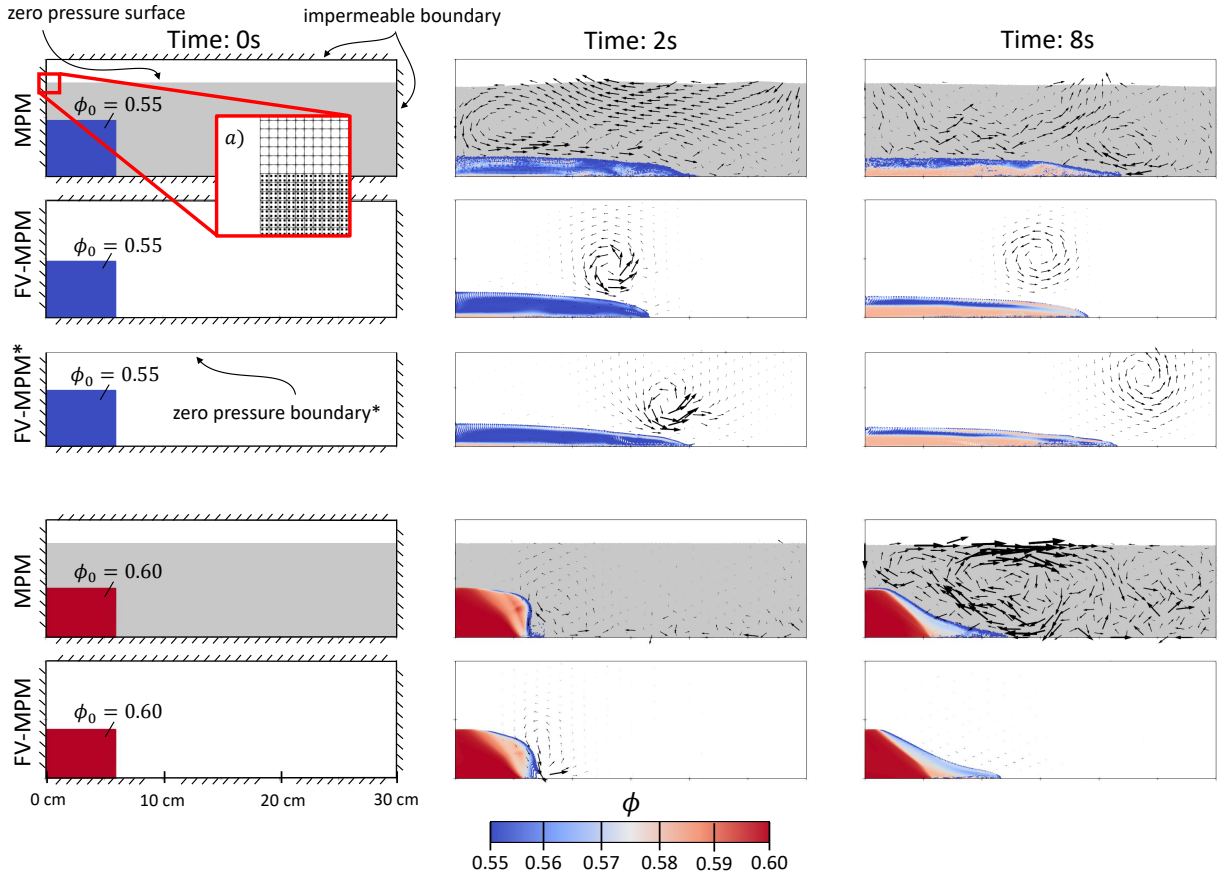 zero pressure surface
impermeable boundary
Time: 0s
Time: 2s
Time: 8s
MPM
ϕ₀ = 0.55
a)
FV-MPM
ϕ₀ = 0.55
FV-MPM*
ϕ₀ = 0.55
zero pressure boundary*
MPM
ϕ₀ = 0.60
FV-MPM
ϕ₀ = 0.60
0 cm
10 cm
20 cm
30 cm
ϕ
0.55
0.56
0.57
0.58
0.59
0.60